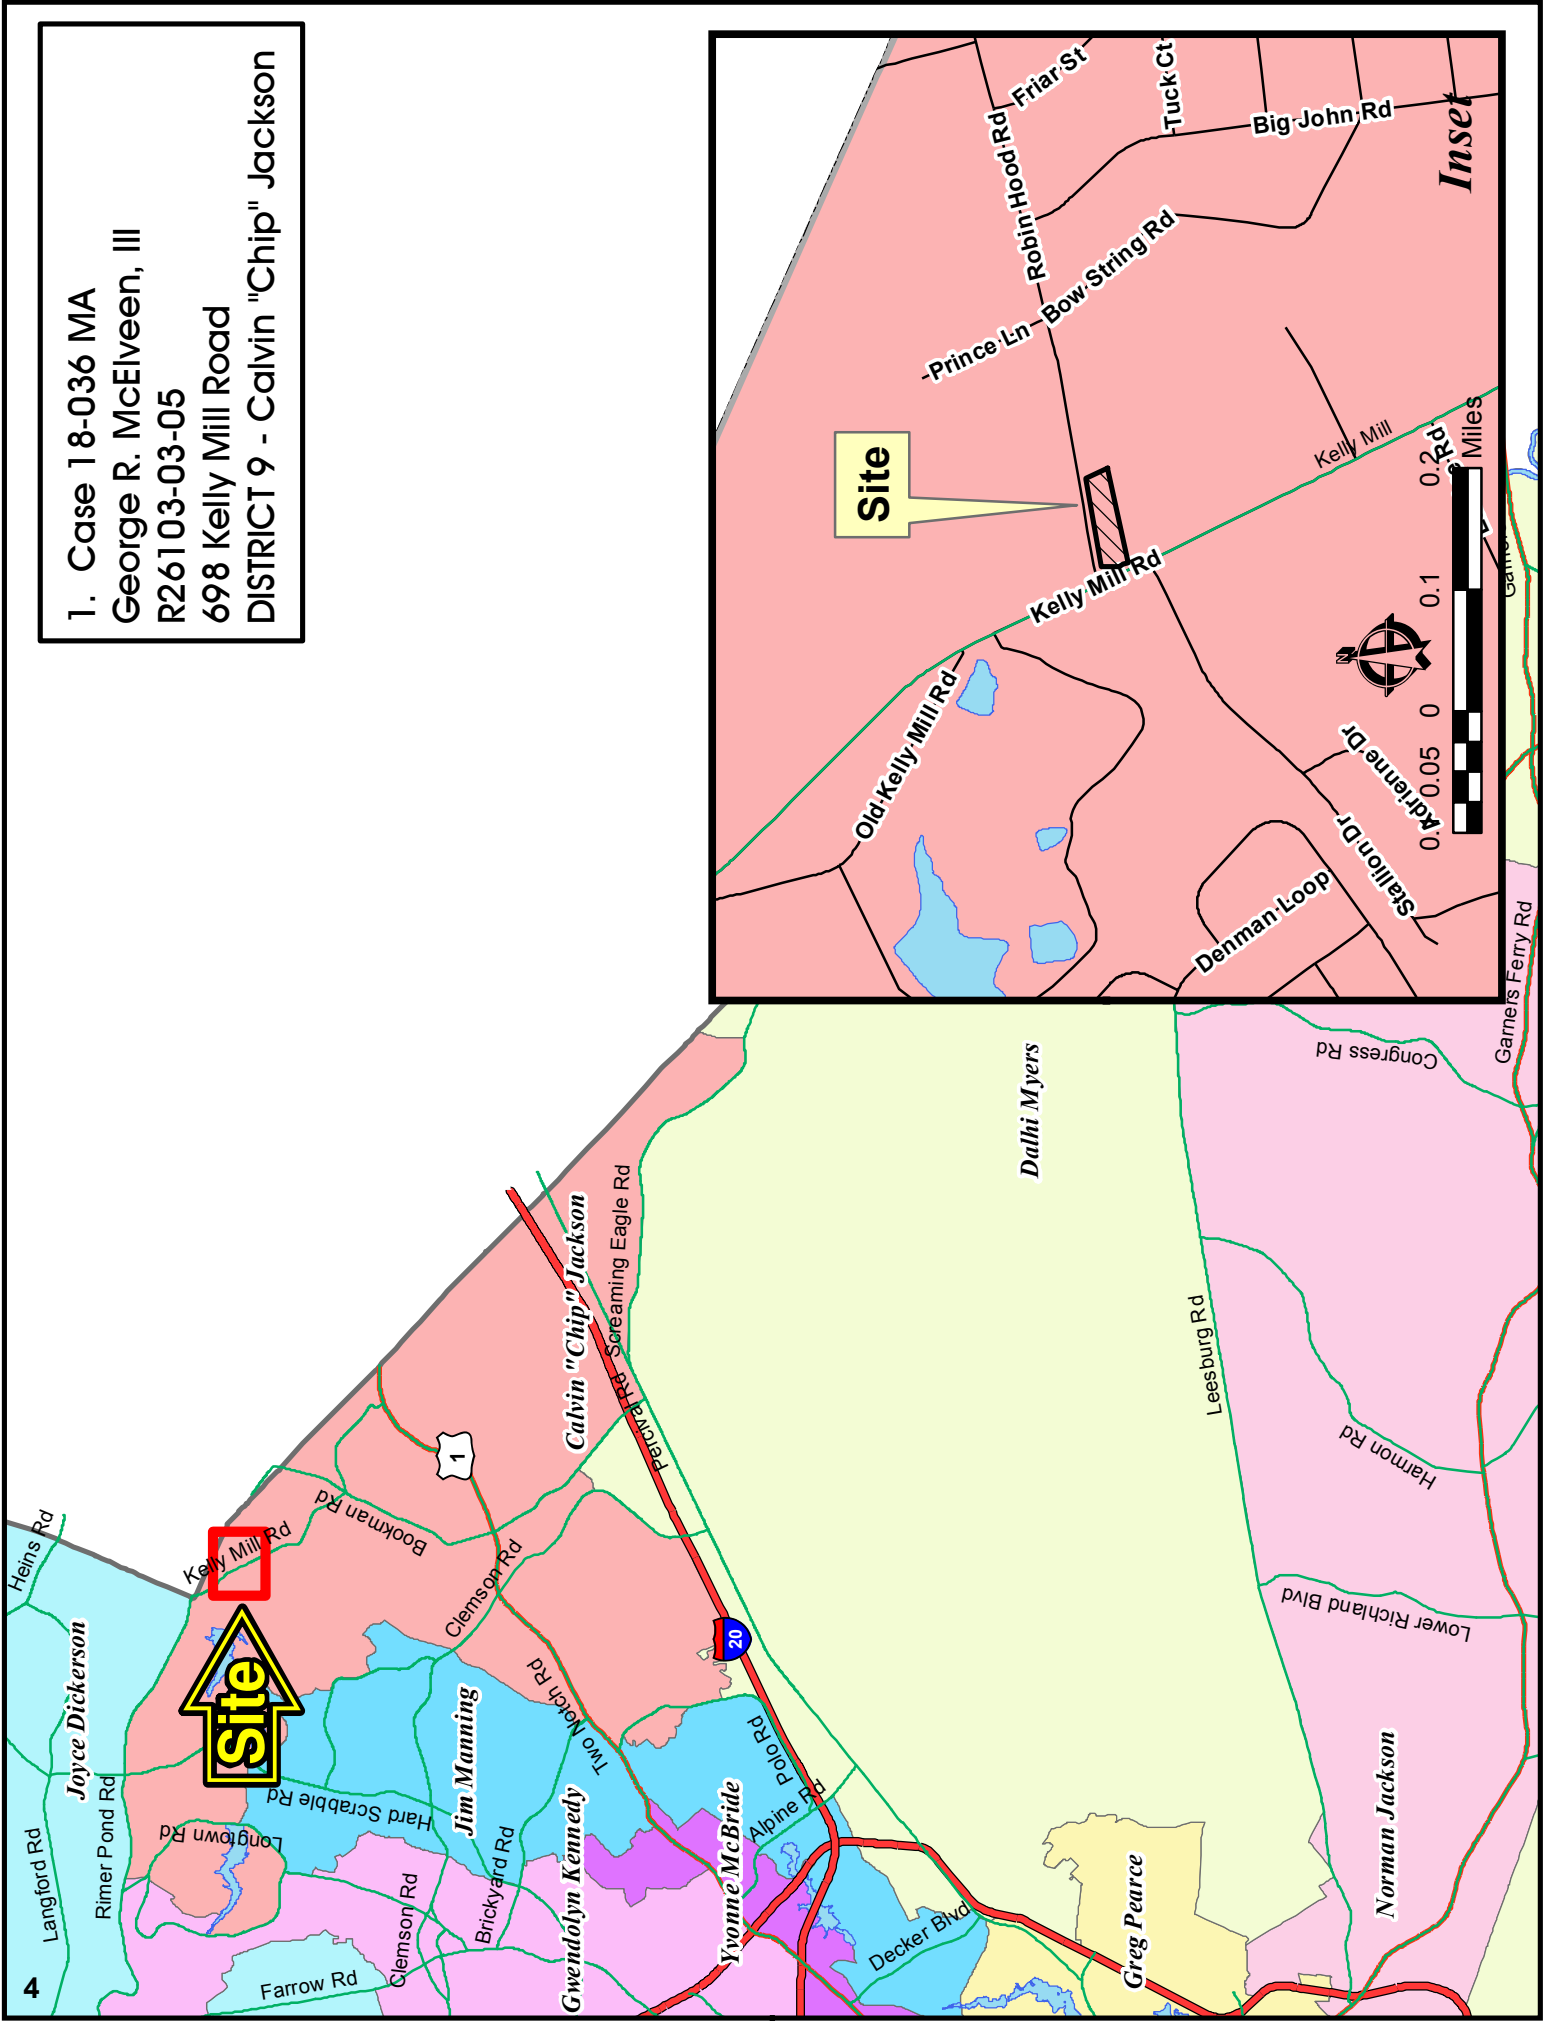 1. Case 18-036 MA
George R. McElveen, III
R26103-03-05
698 Kelly Mill Road
DISTRICT 9 - Calvin "Chip" Jackson
4
Langford Rd
Joyce Dickerson
Heins Rd
Rimer Pond Rd
Longtown Rd
Site
Kelly Mill Rd
Hard Scrabble Rd
Bookman Rd
Farrow Rd
Clemson Rd
Brickyard Rd
Jim Manning
Clemson Rd
1
Two Notch Rd
Gwendolyn Kennedy
Calvin "Chip" Jackson
Screaming Eagle Rd
Percival Rd
20
Yvonne McBride
Alpine Rd
Polo Rd
Decker Blvd
Dalhi Myers
Greg Pearce
Leesburg Rd
Harmon Rd
Congress Rd
Lower Richland Blvd
Norman Jackson
Garners Ferry Rd
Site
Old Kelly Mill Rd
Kelly Mill Rd
Prince Ln
Bow String Rd
Robin Hood Rd
Friar St
Tuck Ct
Big John Rd
Kelly Mill
Denman Loop
Stallion Dr
Adrienne Dr
N
0.05
0
0.1
0.2
Miles
Rd
Inset